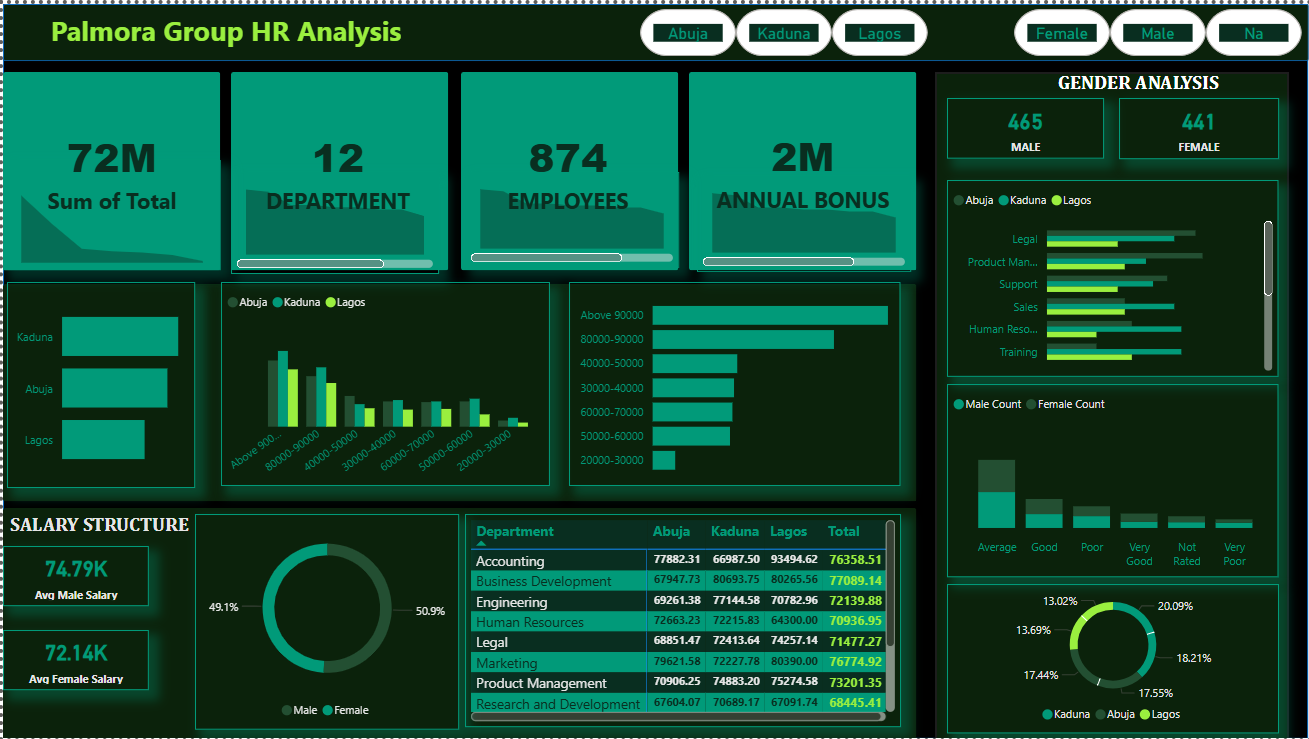 Palmora Group HR Analysis
Abuja Kaduna Lagos
Female Male Na
72M
Sum of Total
12
DEPARTMENT
874
EMPLOYEES
2M
ANNUAL BONUS
GENDER ANALYSIS
465
MALE
441
FEMALE
Kaduna
Abuja
Lagos
Abuja Kaduna Lagos
Above 900...
80000-90000
40000-50000
30000-40000
60000-70000
50000-60000
20000-30000
Above 90000
80000-90000
40000-50000
30000-40000
60000-70000
50000-60000
20000-30000
Abuja Kaduna Lagos
Legal
Product Man...
Support
Sales
Human Reso...
Training
Male Count Female Count
Average
Good
Poor
Very
Good
Not
Rated
Very
Poor
SALARY STRUCTURE
74.79K
Avg Male Salary
72.14K
Avg Female Salary
49.1%
50.9%
Male Female
Department Abuja Kaduna Lagos Total
Accounting 77882.31 66987.50 93494.62 76358.51
Business Development 67947.73 80693.75 80265.56 77089.14
Engineering 69261.38 77144.58 70782.96 72139.88
Human Resources 72663.23 72215.83 64300.00 70936.95
Legal 68851.47 72413.64 74257.14 71477.27
Marketing 79621.58 72227.78 80390.00 76774.92
Product Management 70906.25 74883.20 75274.58 73201.35
Research and Development 67604.07 70689.17 67091.74 68445.41
13.02%
20.09%
13.69%
18.21%
17.44%
17.55%
Kaduna Abuja Lagos